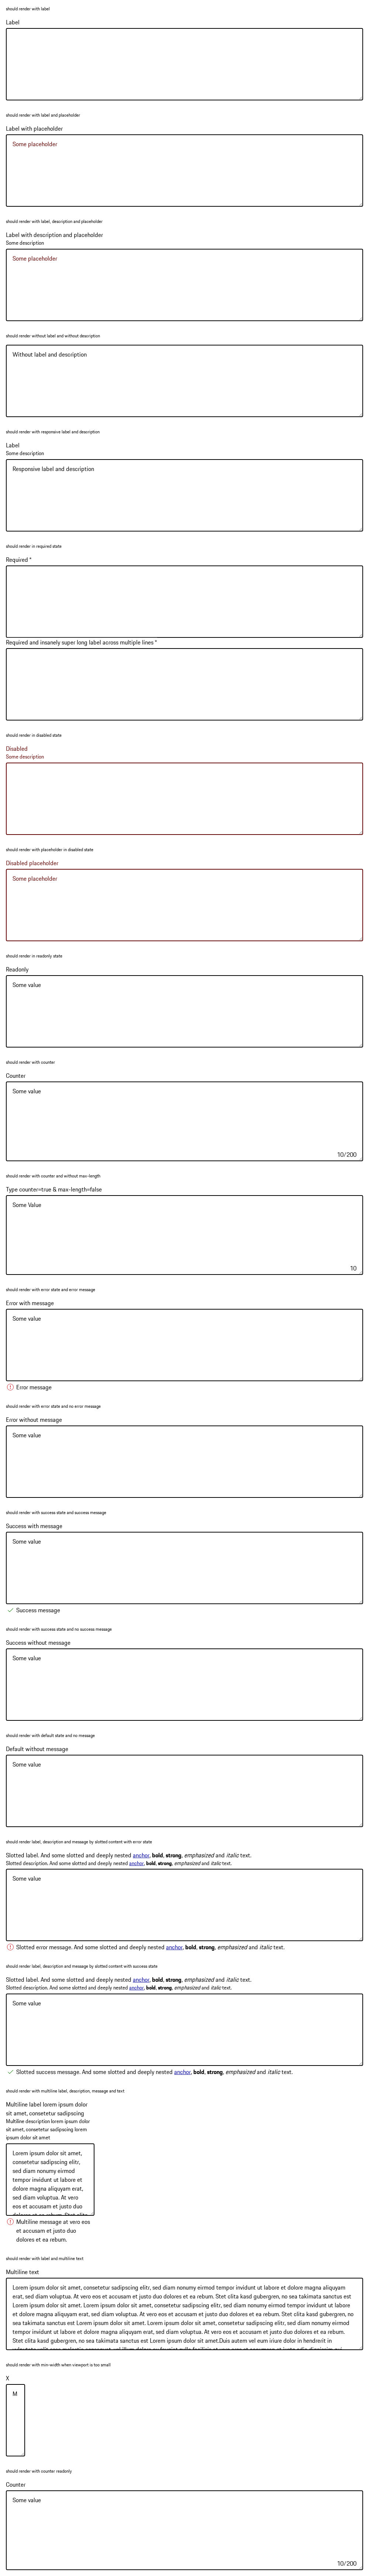 should render with label
Label
should render with label and placeholder
Label with placeholder
Some placeholder
should render with label, description and placeholder
Label with description and placeholder
Some description
Some placeholder
should render without label and without description
Without label and description
should render with responsive label and description
Label
Some description
Responsive label and description
should render in required state
Required *
Required and insanely super long label across multiple lines *
should render in disabled state
Disabled
Some description
should render with placeholder in disabled state
Disabled placeholder
Some placeholder
should render in readonly state
Readonly
Some value
should render with counter
Counter
Some value
10/200
should render with counter and without max-length
Type counter=true & max-length=false
Some Value
10
should render with error state and error message
Error with message
Some value
Error message
should render with error state and no error message
Error without message
Some value
should render with success state and success message
Success with message
Some value
Success message
should render with success state and no success message
Success without message
Some value
should render with default state and no message
Default without message
Some value
should render label, description and message by slotted content with error state
Slotted label. And some slotted and deeply nested anchor, bold, strong, emphasized and italic text.
Slotted description. And some slotted and deeply nested anchor, bold, strong, emphasized and italic text.
Some value
Slotted error message. And some slotted and deeply nested anchor, bold, strong, emphasized and italic text.
should render label, description and message by slotted content with success state
Slotted label. And some slotted and deeply nested anchor, bold, strong, emphasized and italic text.
Slotted description. And some slotted and deeply nested anchor, bold, strong, emphasized and italic text.
Some value
Slotted success message. And some slotted and deeply nested anchor, bold, strong, emphasized and italic text.
should render with multiline label, description, message and text
Multiline label lorem ipsum dolor
sit amet, consetetur sadipscing
Multiline description lorem ipsum dolor
sit amet, consetetur sadipscing lorem
ipsum dolor sit amet
Lorem ipsum dolor sit amet,
consetetur sadipscing elitr,
sed diam nonumy eirmod
tempor invidunt ut labore et
dolore magna aliquyam erat,
sed diam voluptua. At vero
eos et accusam et justo duo
Multiline message at vero eos
et accusam et justo duo
dolores et ea rebum.
should render with label and multiline text
Multiline text
Lorem ipsum dolor sit amet, consetetur sadipscing elitr, sed diam nonumy eirmod tempor invidunt ut labore et dolore magna aliquyam
erat, sed diam voluptua. At vero eos et accusam et justo duo dolores et ea rebum. Stet clita kasd gubergren, no sea takimata sanctus est
Lorem ipsum dolor sit amet. Lorem ipsum dolor sit amet, consetetur sadipscing elitr, sed diam nonumy eirmod tempor invidunt ut labore
et dolore magna aliquyam erat, sed diam voluptua. At vero eos et accusam et justo duo dolores et ea rebum. Stet clita kasd gubergren, no
sea takimata sanctus est Lorem ipsum dolor sit amet. Lorem ipsum dolor sit amet, consetetur sadipscing elitr, sed diam nonumy eirmod
tempor invidunt ut labore et dolore magna aliquyam erat, sed diam voluptua. At vero eos et accusam et justo duo dolores et ea rebum.
Stet clita kasd gubergren, no sea takimata sanctus est Lorem ipsum dolor sit amet.Duis autem vel eum iriure dolor in hendrerit in
should render with min-width when viewport is too small
X
M
should render with counter readonly
Counter
Some value
10/200